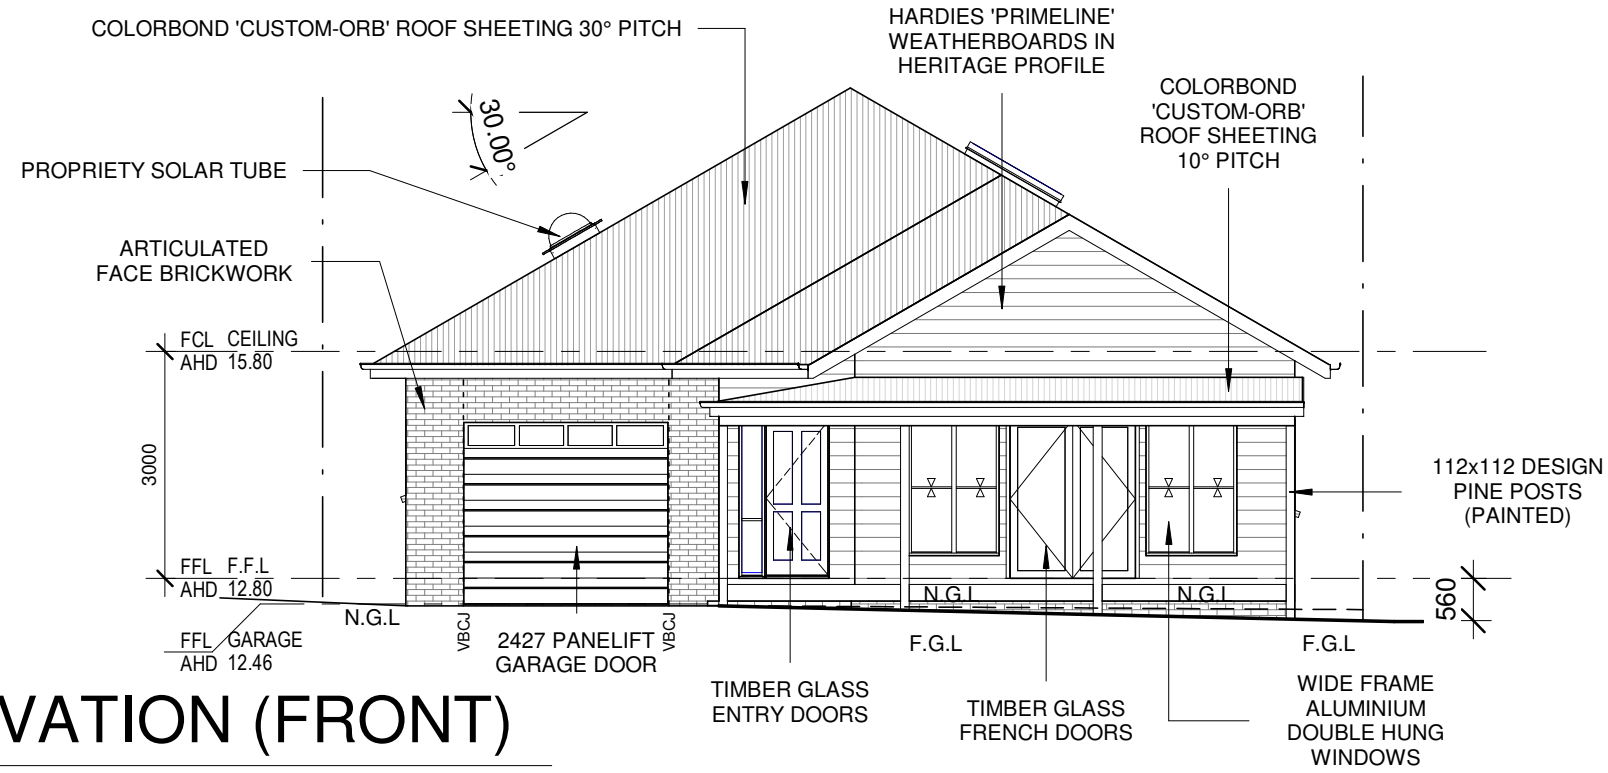 COLORBOND 'CUSTOM-ORB' ROOF SHEETING 30° PITCH
HARDIES 'PRIMELINE'
WEATHERBOARDS IN
HERITAGE PROFILE
COLORBOND
'CUSTOM-ORB'
ROOF SHEETING
10° PITCH
30.00°
PROPRIETY SOLAR TUBE
ARTICULATED
FACE BRICKWORK
FCL CEILING
AHD 15.80
3000
112x112 DESIGN
PINE POSTS
(PAINTED)
FFL F.F.L
AHD 12.80
N.G.L
N.G.L
N.G.L
560
FFL GARAGE
AHD 12.46
VBCJ
VBCJ
2427 PANELIFT
GARAGE DOOR
F.G.L
F.G.L
TIMBER GLASS
ENTRY DOORS
TIMBER GLASS
FRENCH DOORS
WIDE FRAME
ALUMINIUM
DOUBLE HUNG
WINDOWS
VATION (FRONT)